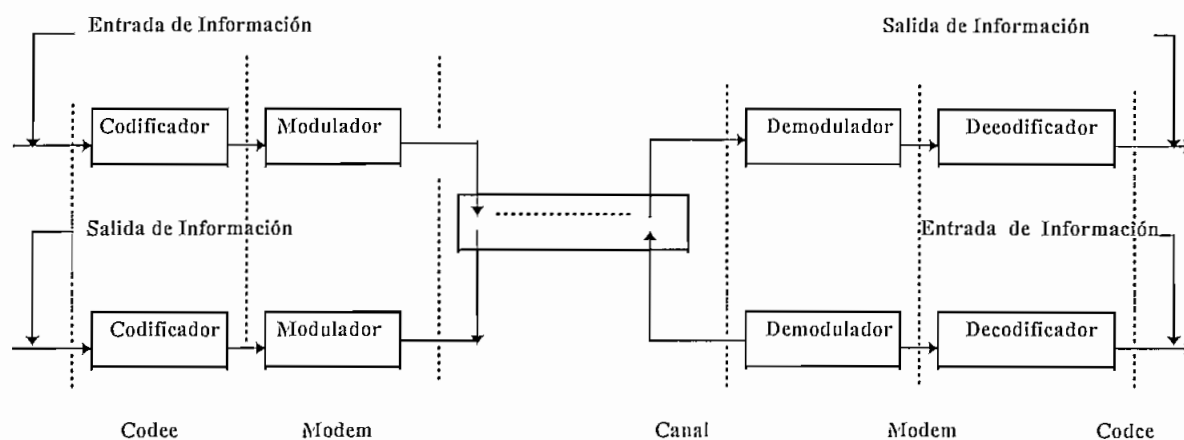 Entrada de Información
Salida de Información
Codificador
Modulador
Demodulador
Deeodificador
Salida de Información
Entrada de Información
Codificador
Modulador
Demodulador
Decodificador
Codee
Modem
Canal
Modem
Codce